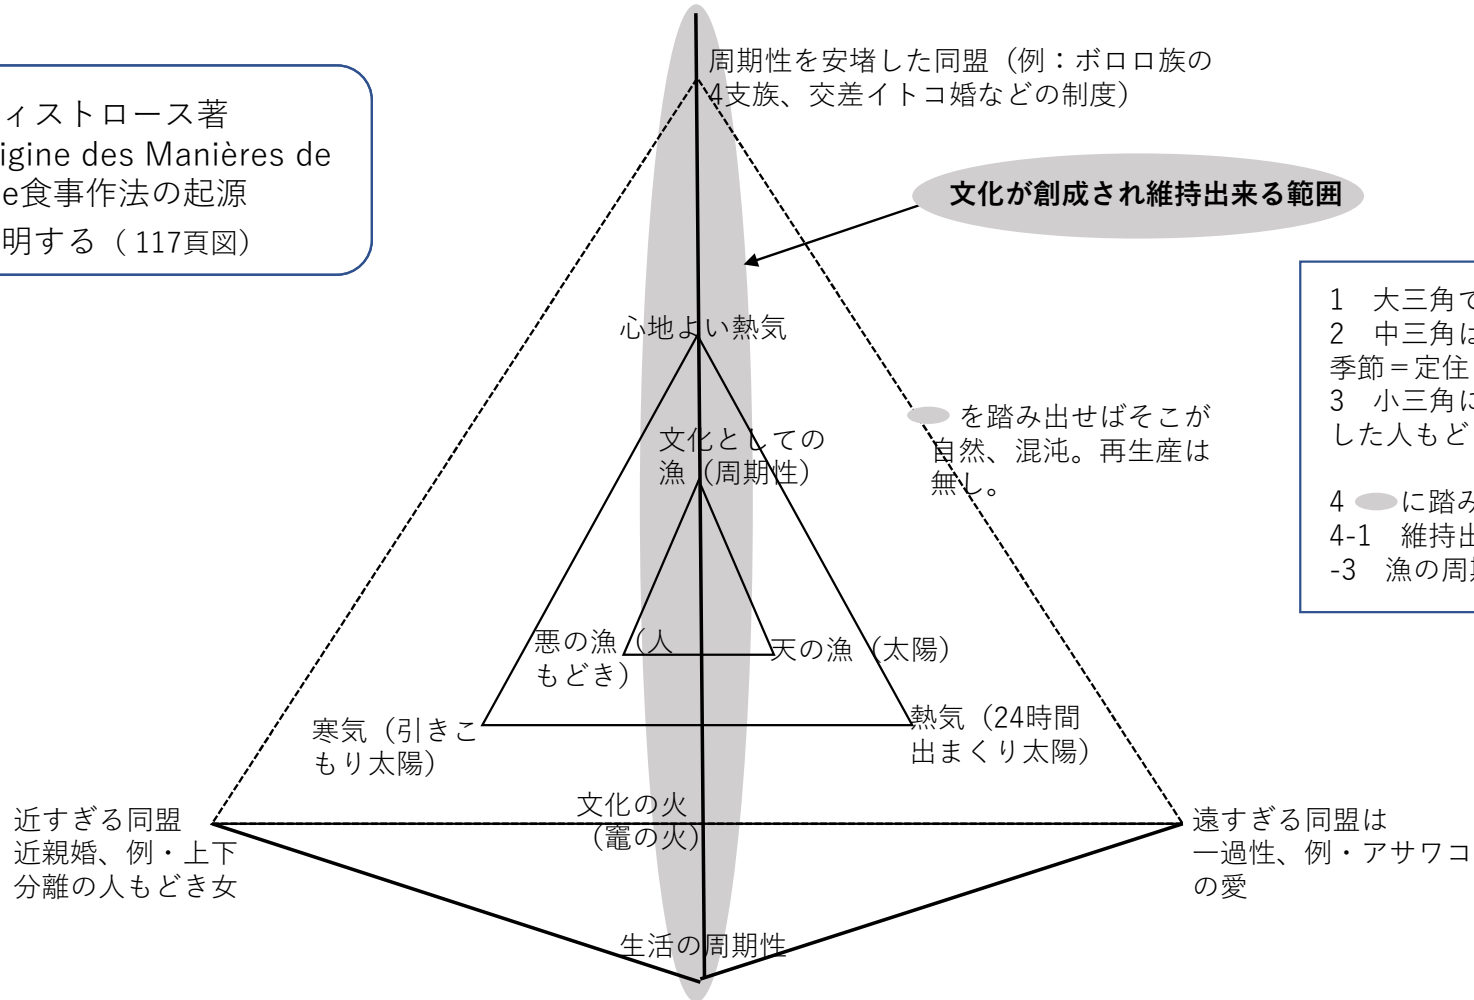 ィストロース著
igine des Manières de
e食事作法の起源
明する（117頁図）
周期性を安堵した同盟（例：ボロロ族の
4支族、交差イトコ婚などの制度）
文化が創成され維持出来る範囲
1　大三角で
2　中三角は
季節＝定住
3　小三角に
した人もど
4　に踏み
4-1　維持出
-3　漁の周期
心地よい熱気
を踏み出せばそこが
自然、混沌。再生産は
無し。
文化としての
漁（周期性）
悪の漁（人
もどき）
天の漁（太陽）
寒気（引きこ
もり太陽）
熱気（24時間
出まくり太陽）
文化の火
（竈の火）
近すぎる同盟
近親婚、例・上下
分離の人もどき女
遠すぎる同盟は
一過性、例・アサワコ
の愛
生活の周期性